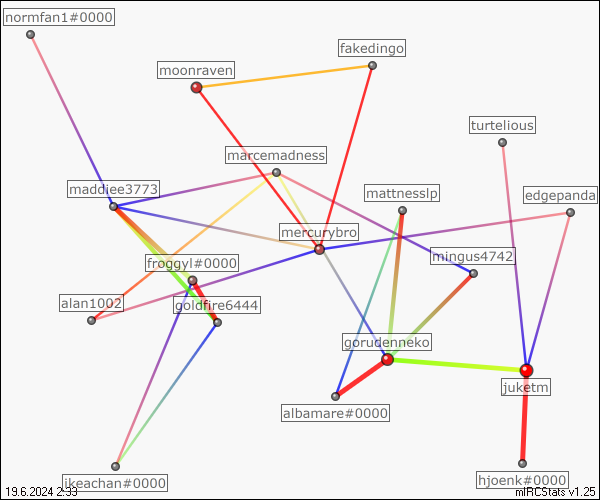 normfan1#0000
fakedingo
moonraven
turtelious
marcemadness
maddiee3773
mattnesslp
edgepanda
mercurybro
mingus4742
froggyl#0000
alan1002
goldfire6444
gorudenneko
juketm
albamare#0000
ikeachan#0000
hjoenk#0000
19.6.2024 2:33
mIRCStats v1.25